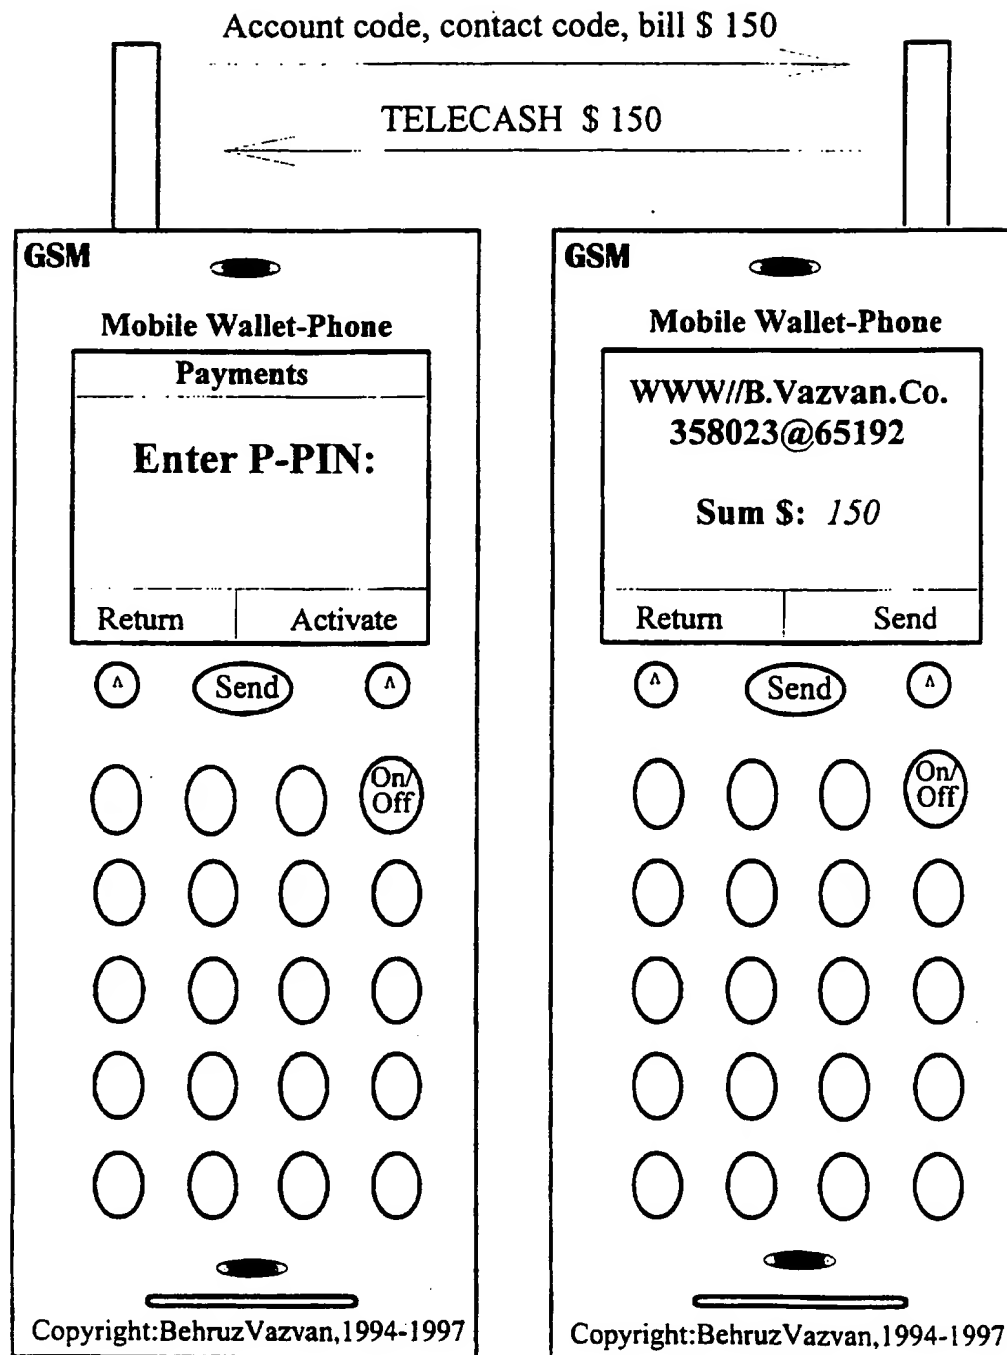 Account code, contact code, bill $ 150
TELECASH $ 150
GSM
Mobile Wallet-Phone
Payments
Enter P-PIN:
Return Activate
^ Send ^
On/
Off
Copyright:BehruzVazvan,1994-1997
GSM
Mobile Wallet-Phone
WWW//B.Vazvan.Co.
358023@65192
Sum $: 150
Return Send
^ Send ^
On/
Off
Copyright:BehruzVazvan,1994-1997